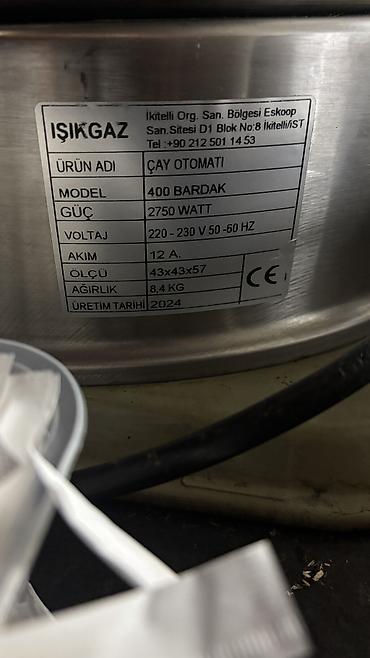 IŞIKGAZ
İkitelli Org. San. Bölgesi Eskoop
San.Sitesi D1 Blok No:8 İkitelli/İST
Tel :+90 212 501 14 53
ÜRÜN ADI ÇAY OTOMATI
MODEL 400 BARDAK
GÜÇ 2750 WATT
VOLTAJ 220 - 230 V 50 -60 HZ
AKIM 12 A.
ÖLÇÜ 43x43x57
AĞIRLIK 8,4 KG
ÜRETİM TARİHİ 2024
CE